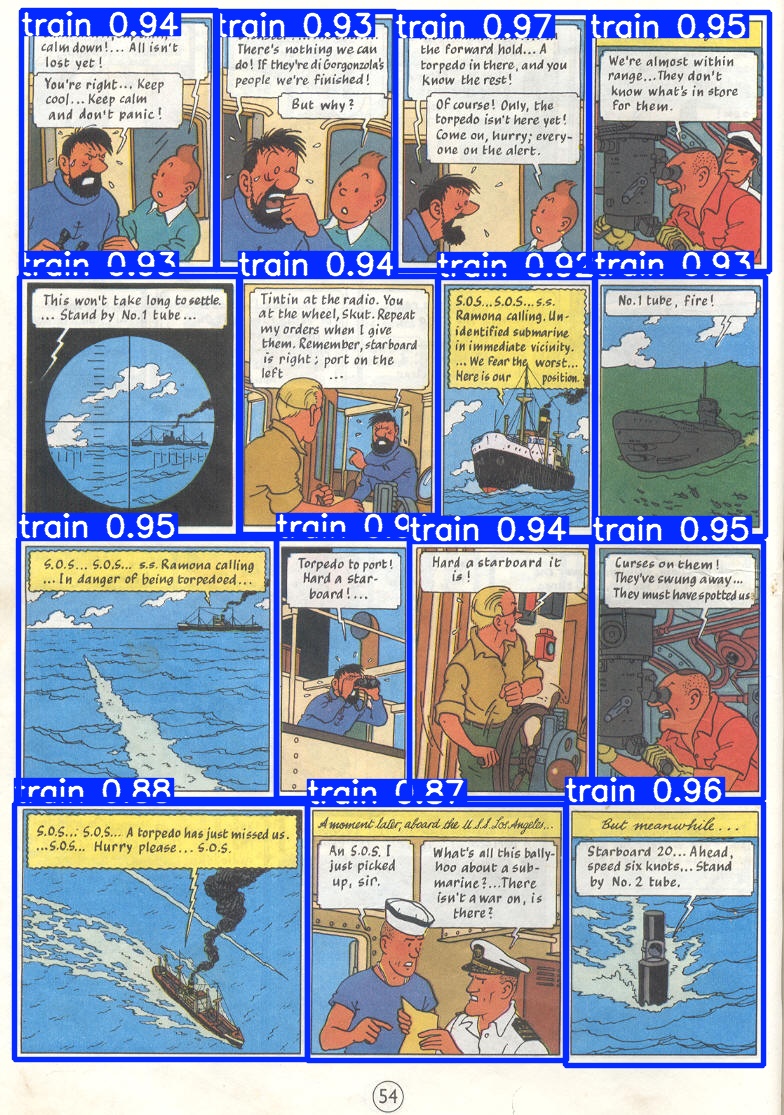 train 0.94
calm down!... All isn't
lost yet!
You're right... Keep
cool... Keep calm
and don't panic!
train 0.93
There's nothing we can
do! If they're di Gorgonzola's
people we're finished!
But why?
train 0.97
the forward hold... A
torpedo in there, and you
know the rest!
Of course! Only, the
torpedo isn't here yet!
Come on, hurry; every-
one on the alert.
train 0.95
We're almost within
range...They don't
know what's in store
for them.
train 0.93
This won't take long to settle.
... Stand by No.1 tube...
train 0.94
Tintin at the radio. You
at the wheel, Skut. Repeat
my orders when I give
them. Remember, starboard
is right; port on the
left ...
train 0.92
S.O.S...S.O.S... s.s.
Ramona calling. Un-
identified submarine
in immediate vicinity.
... We fear the worst...
Here is our position.
train 0.93
No.1 tube, fire!
train 0.95
S.O.S... S.O.S... s.s. Ramona calling
... In danger of being torpedoed...
train 0.9
Torpedo to port!
Hard a star-
board!...
train 0.94
Hard a starboard it
is!
train 0.95
Curses on them!
They've swung away...
They must have spotted us
train 0.88
S.O.S... S.O.S... A torpedo has just missed us.
...S.O.S... Hurry please... S.O.S.
train 0.87
A moment later, aboard the U.S.S. Los Angeles...
An S.O.S. I
just picked
up, sir.
What's all this bally-
hoo about a sub-
marine?...There
isn't a war on, is
there?
train 0.96
But meanwhile...
Starboard 20... Ahead,
speed six knots... Stand
by No. 2 tube.
54